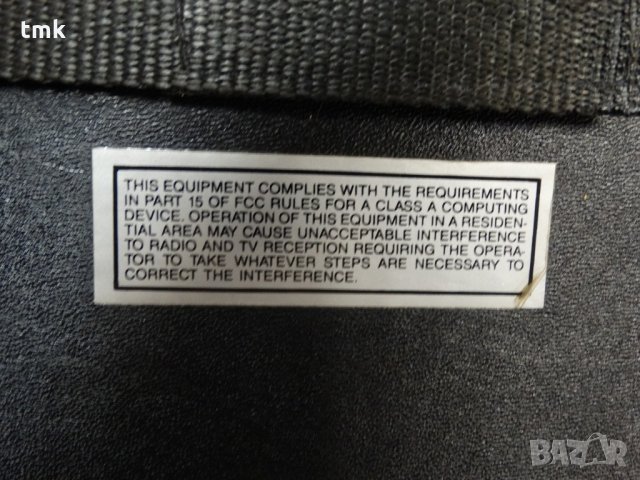 tmk
THIS EQUIPMENT COMPLIES WITH THE REQUIREMENTS
IN PART 15 OF FCC RULES FOR A CLASS A COMPUTING
DEVICE. OPERATION OF THIS EQUIPMENT IN A RESIDEN-
TIAL AREA MAY CAUSE UNACCEPTABLE INTERFERENCE
TO RADIO AND TV RECEPTION REQUIRING THE OPERA-
TOR TO TAKE WHATEVER STEPS ARE NECESSARY TO
CORRECT THE INTERFERENCE.
BAZAR
bg